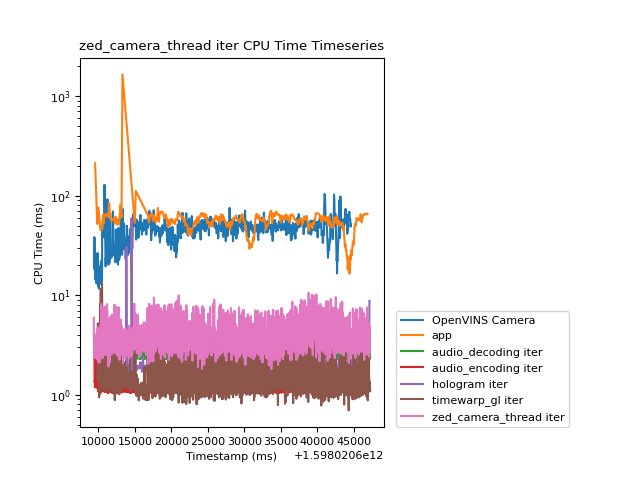 zed_camera_thread iter CPU Time Timeseries
CPU Time (ms)
10³
10²
10¹
10⁰
10000 15000 20000 25000 30000 35000 40000 45000
Timestamp (ms)
+1.5980206e12
OpenVINS Camera
app
audio_decoding iter
audio_encoding iter
hologram iter
timewarp_gl iter
zed_camera_thread iter